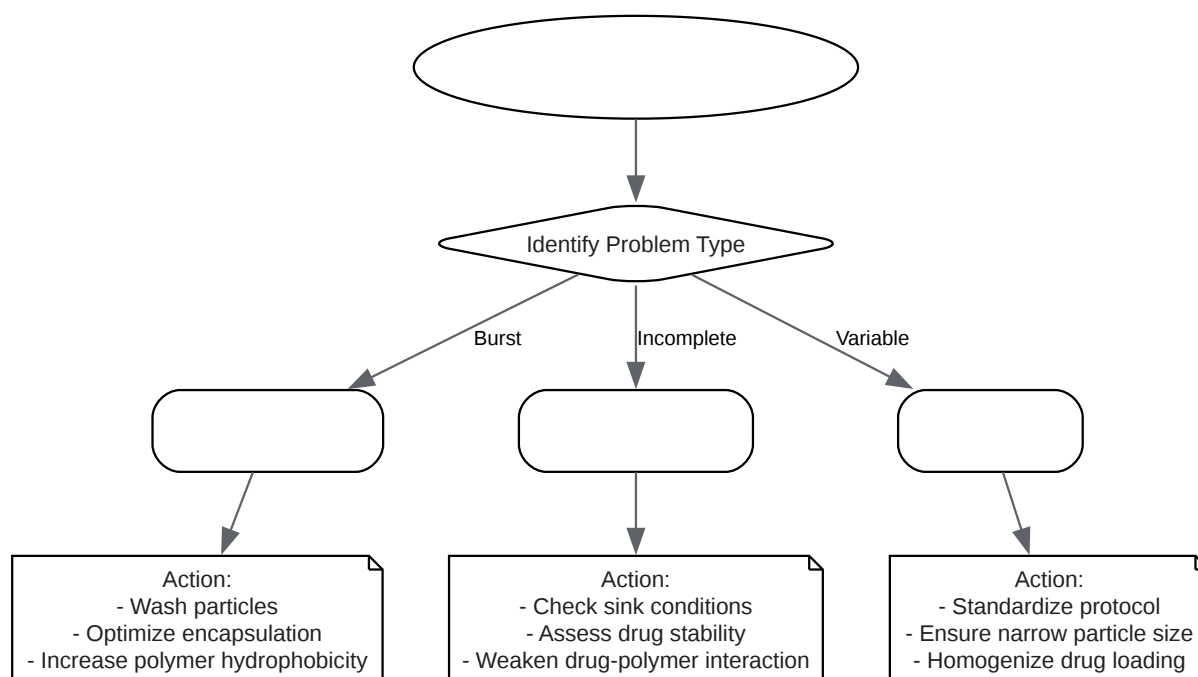 Identify Problem Type
Burst
Incomplete
Variable
Action:
- Wash particles
- Optimize encapsulation
- Increase polymer hydrophobicity
Action:
- Check sink conditions
- Assess drug stability
- Weaken drug-polymer interaction
Action:
- Standardize protocol
- Ensure narrow particle size
- Homogenize drug loading